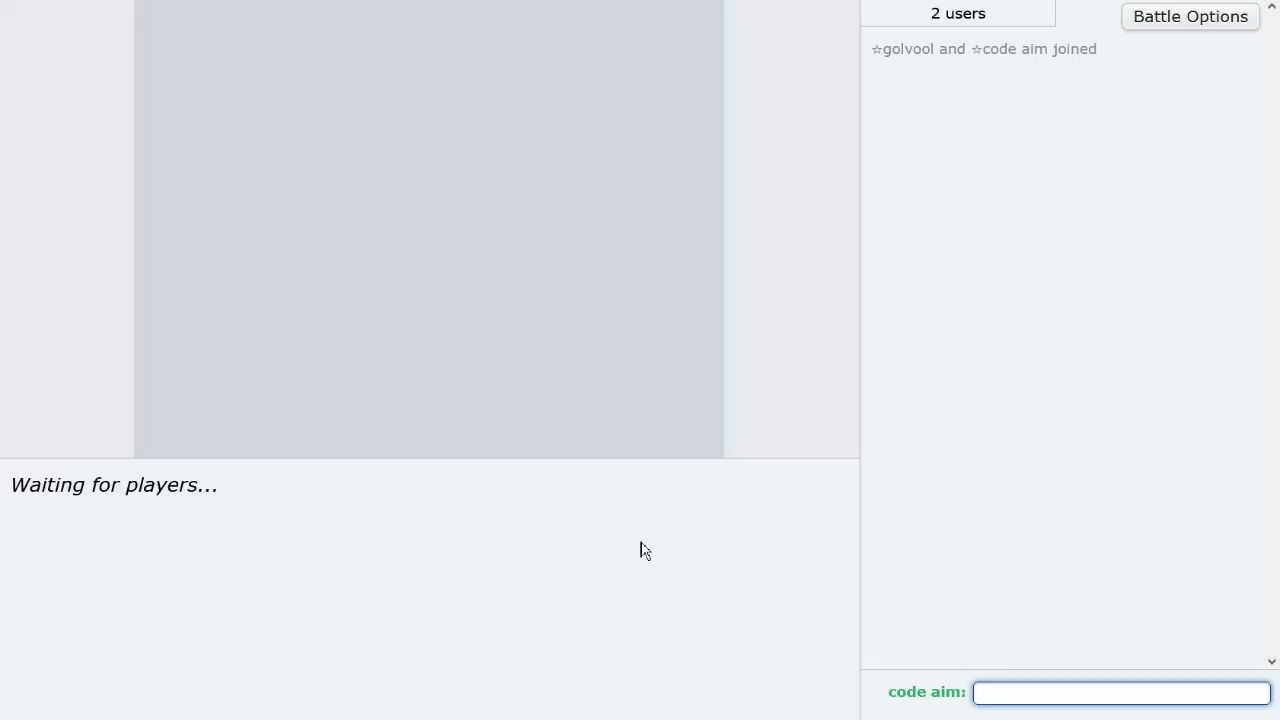 2 users
Battle Options
☆golvool and ☆code aim joined
Waiting for players...
code aim: